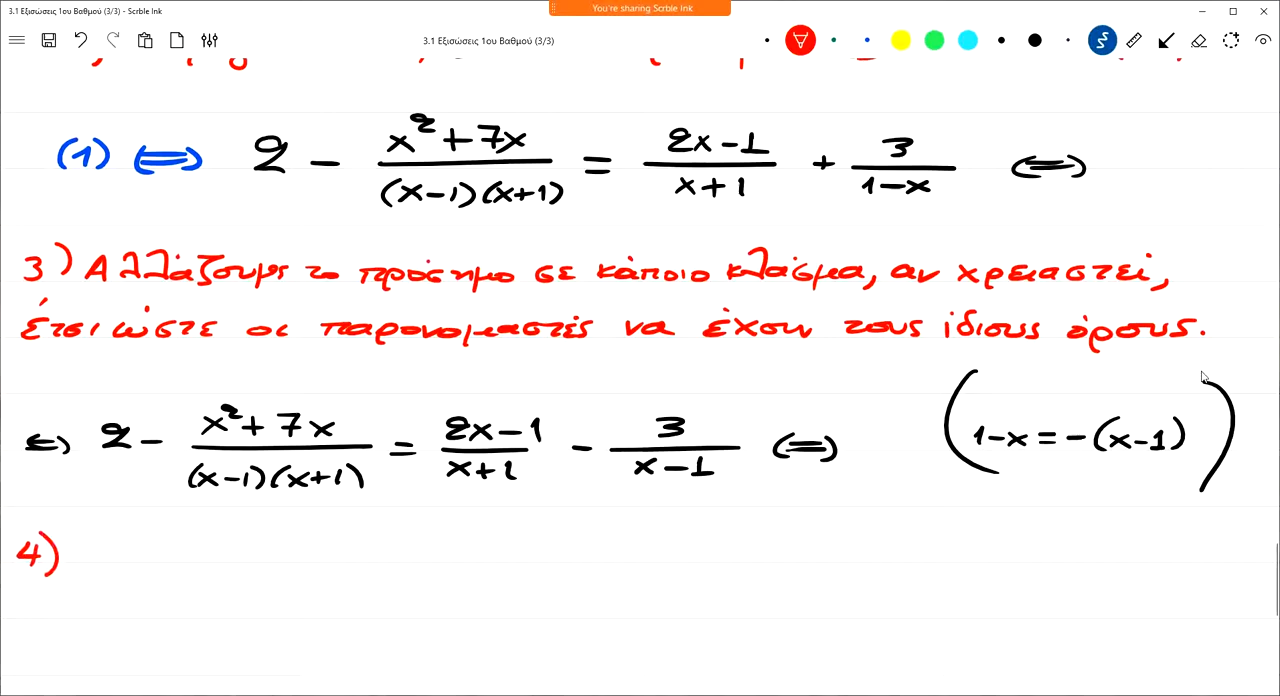 3.1 Εξισώσεις 1ου Βαθμού (3/3) - Scrble Ink
You're sharing Scrble Ink
3.1 Εξισώσεις 1ου Βαθμού (3/3)
(1) ⟺ 2 - (x²+7x)/((x-1)(x+1)) = (2x-1)/(x+1) + 3/(1-x) ⟺
3) Αλλάζουμε το πρόσημο σε κάποιο κλάσμα, αν χρειαστεί,
έτσι ώστε οι παρονομαστές να έχουν τους ίδιους όρους.
⟺ 2 - (x²+7x)/((x-1)(x+1)) = (2x-1)/(x+1) - 3/(x-1) ⟺ (1-x = -(x-1))
4)